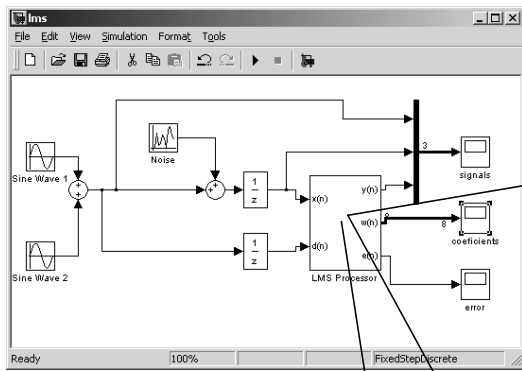 lms
File Edit View Simulation Format Tools
Noise
Sine Wave 1
Sine Wave 2
+
+
+
+
1
z
1
z
x(n)
d(n)
y(n)
w(n)
e(n)
LMS Processor
3
8
8
signals
coeficients
error
Ready 100% FixedStepDiscrete